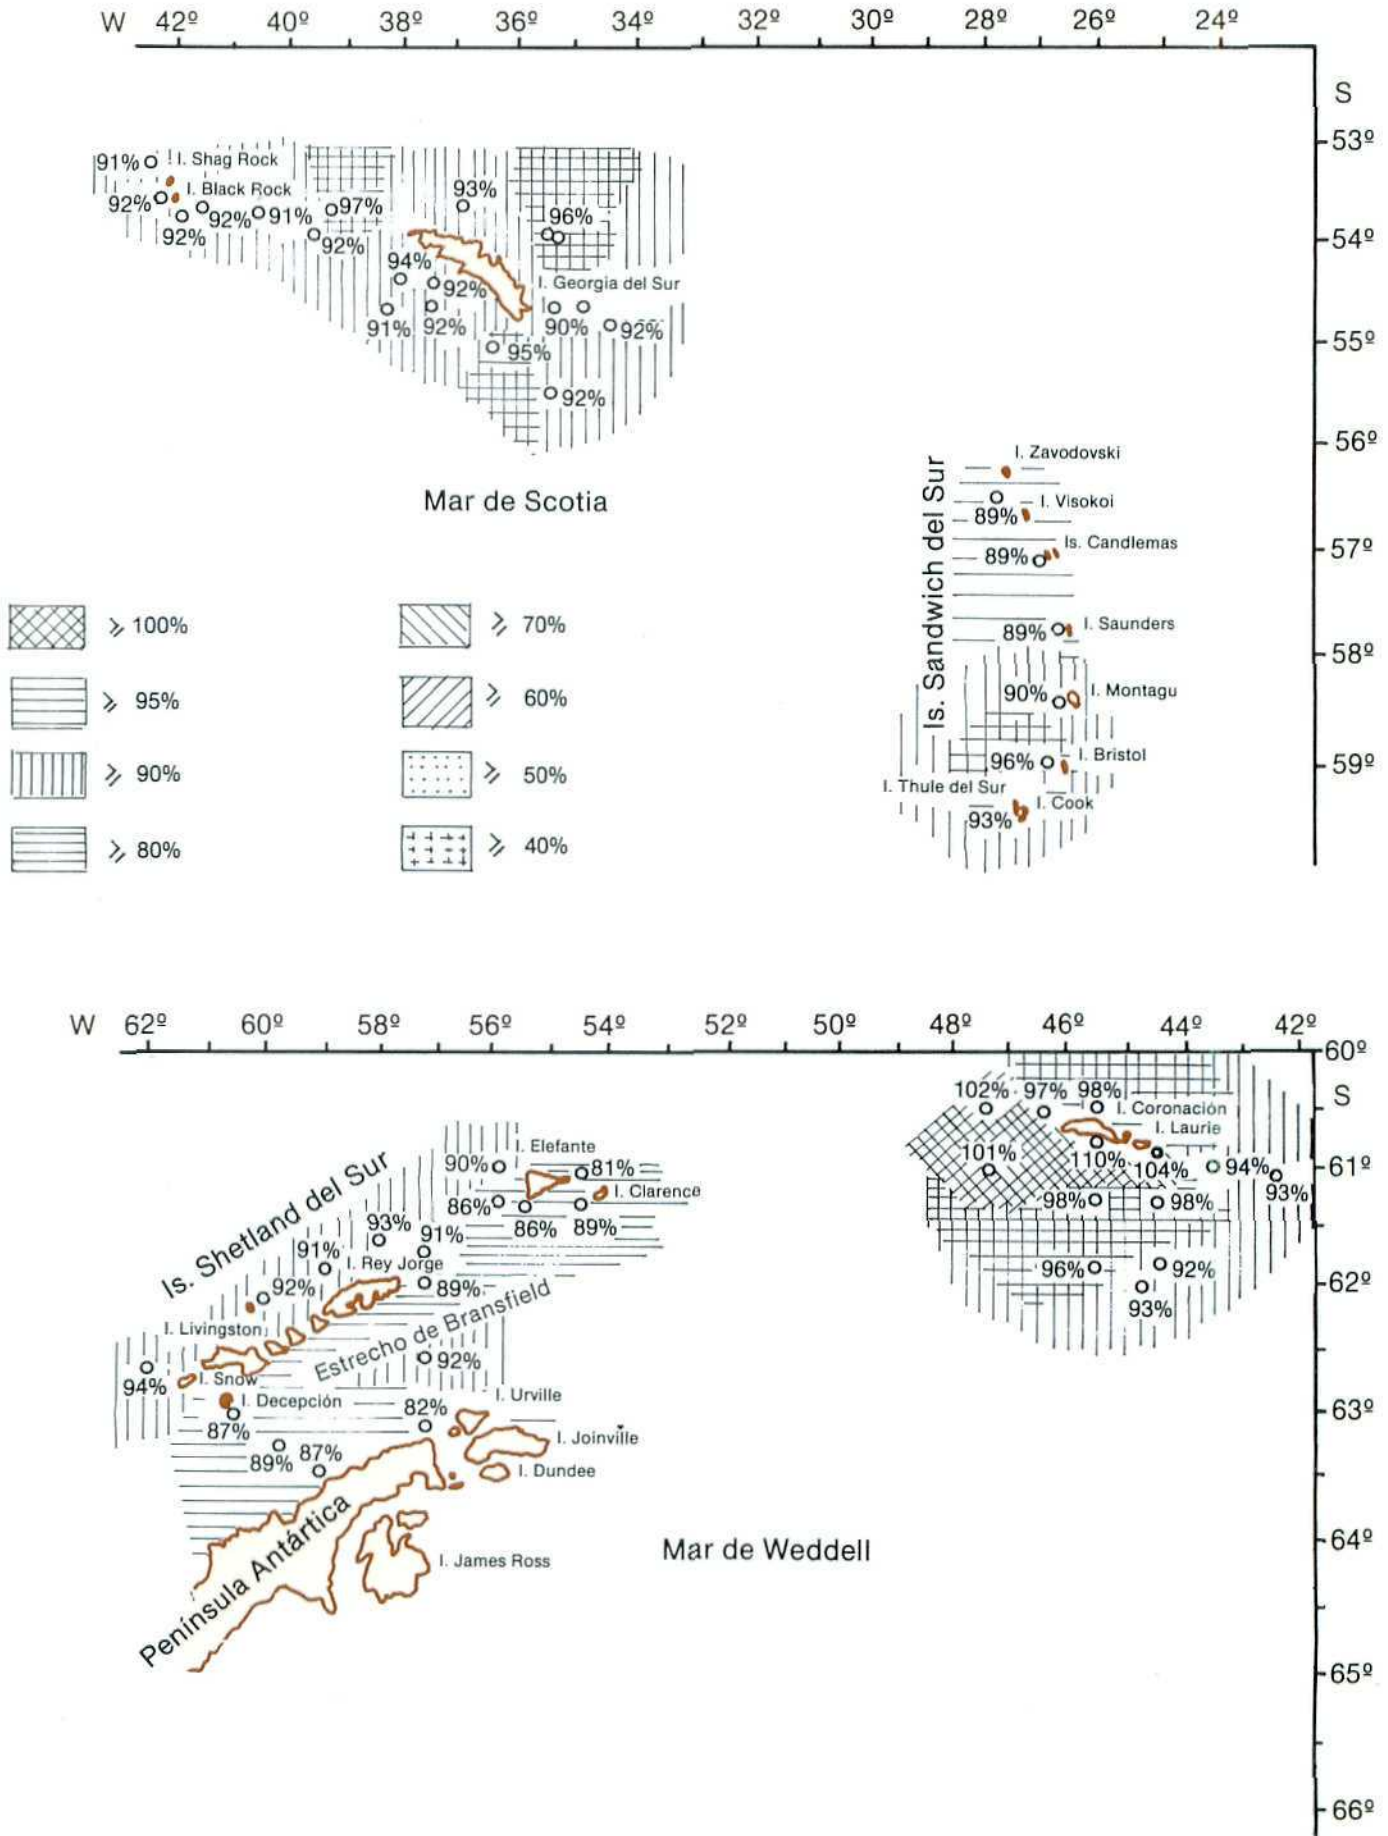 W 42º 40º 38º 36º 34º 32º 30º 28º 26º 24º
S
53º
91% I. Shag Rock
I. Black Rock
93%
92% 92% 91% 97%
96%
92% 92%
54º
94%
92% I. Georgia del Sur
91% 92% 90% 92%
55º
95%
92%
56º
I. Zavodovski
Mar de Scotia
Is. Sandwich del Sur
I. Visokoi
89%
57º
Is. Candlemas
89%
I. Saunders
89%
58º
90% I. Montagu
I. Bristol
96%
59º
I. Thule del Sur
I. Cook
93%
⩾ 100% ⩾ 70%
⩾ 95% ⩾ 60%
⩾ 90% ⩾ 50%
⩾ 80% ⩾ 40%
W 62º 60º 58º 56º 54º 52º 50º 48º 46º 44º 42º
60º
S
102% 97% 98%
I. Coronación
I. Laurie
101% 110% 104% 94%
61º
93%
98% 98%
96% 92%
62º
93%
I. Elefante
90% 81%
I. Clarence
86% 86% 89%
Is. Shetland del Sur
93% 91%
91%
I. Rey Jorge
92% 89%
I. Livingston
Estrecho de Bransfield
92%
94% I. Snow
I. Decepción
I. Urville
87% 82%
63º
I. Joinville
89% 87%
I. Dundee
Península Antártica
64º
Mar de Weddell
I. James Ross
65º
66º